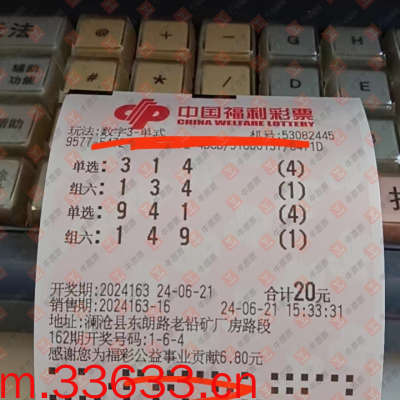 玩法
辅助
功能
@
÷
-
G
H
#
*
/
+
D
E
中国福利彩票
CHINA WELFARE LOTTERY
玩法:数字3-单式 机号:53082445
单选: 3 1 4 (4)
组六: 1 3 4 (1)
单选: 9 4 1 (4)
组六: 1 4 9 (1)
开奖期:2024163 24-06-21 合计20元
销售期:2024163-16 24-06-21 15:33:31
地址:澜沧县东朗路老铅矿厂房路段
162期开奖号码:1-6-4
感谢您为福彩公益事业贡献6.80元
m.33633.cn